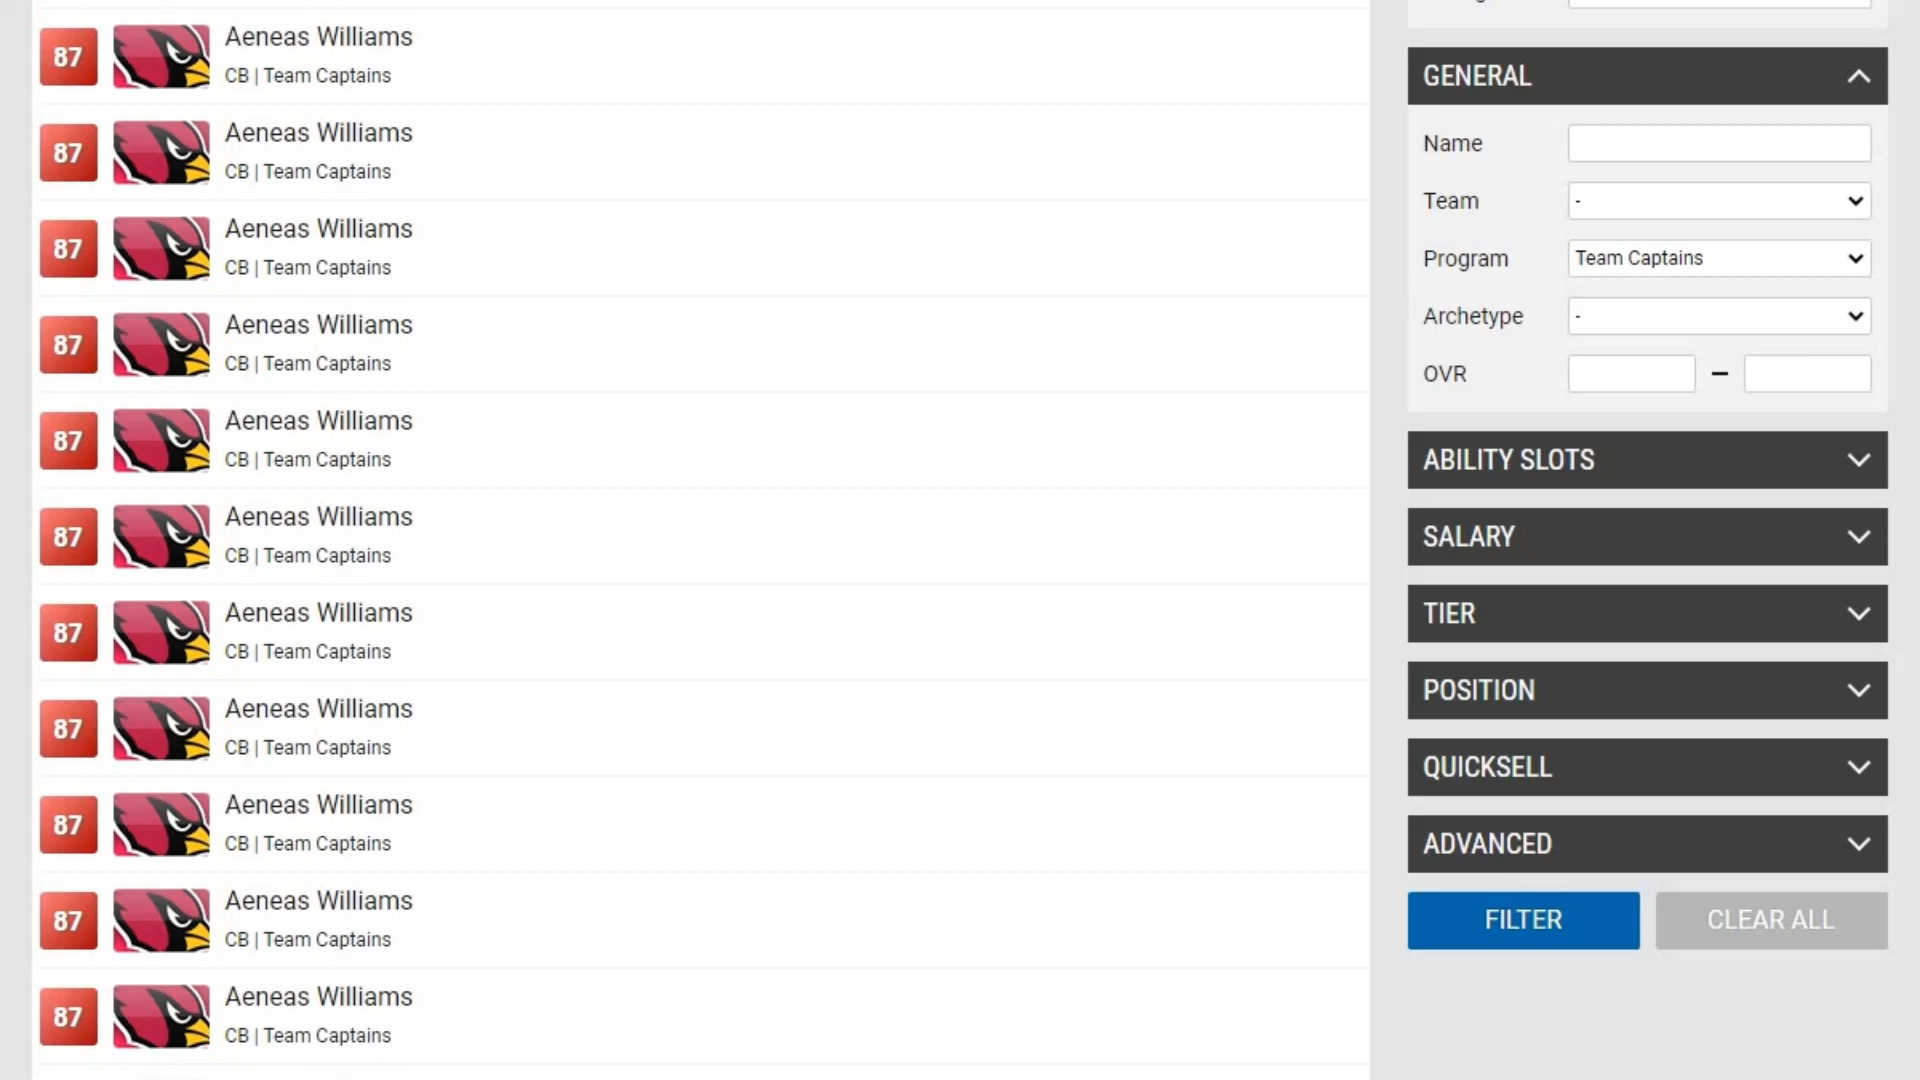 87
Aeneas Williams
CB | Team Captains
87
Aeneas Williams
CB | Team Captains
87
Aeneas Williams
CB | Team Captains
87
Aeneas Williams
CB | Team Captains
87
Aeneas Williams
CB | Team Captains
87
Aeneas Williams
CB | Team Captains
87
Aeneas Williams
CB | Team Captains
87
Aeneas Williams
CB | Team Captains
87
Aeneas Williams
CB | Team Captains
87
Aeneas Williams
CB | Team Captains
87
Aeneas Williams
CB | Team Captains
GENERAL
Name
Team -
Program Team Captains
Archetype -
OVR –
ABILITY SLOTS
SALARY
TIER
POSITION
QUICKSELL
ADVANCED
FILTER CLEAR ALL